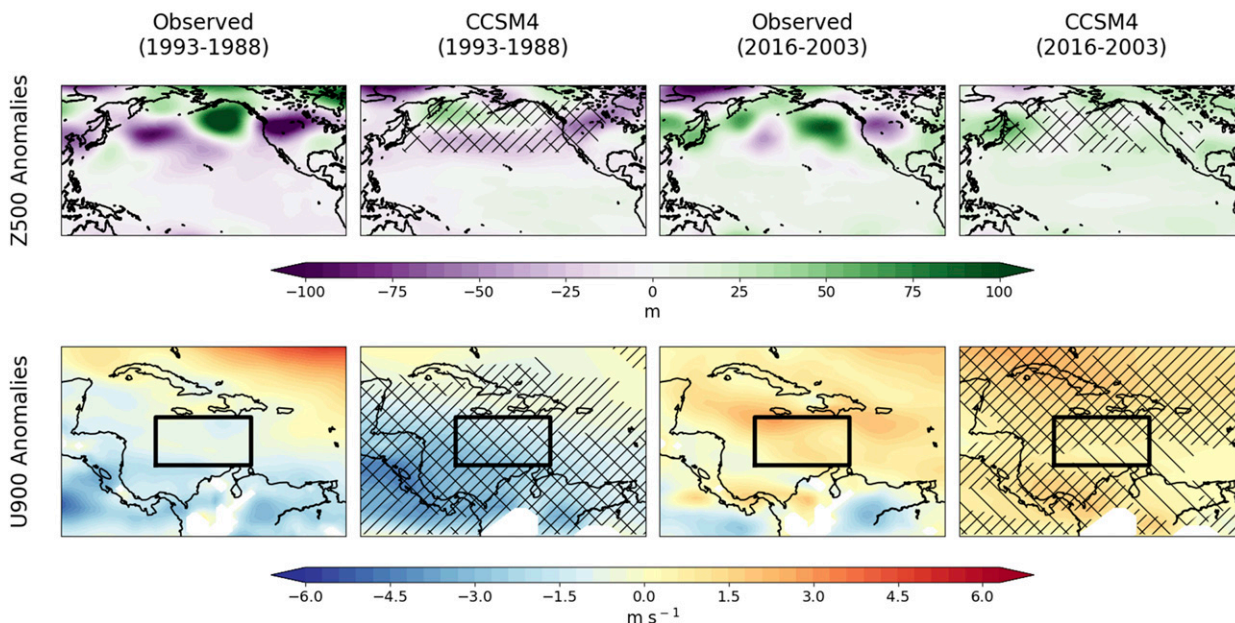 Observed
(1993-1988)
CCSM4
(1993-1988)
Observed
(2016-2003)
CCSM4
(2016-2003)
Z500 Anomalies
−100 −75 −50 −25 0 25 50 75 100
m
U900 Anomalies
−6.0 −4.5 −3.0 −1.5 0.0 1.5 3.0 4.5 6.0
m s⁻¹